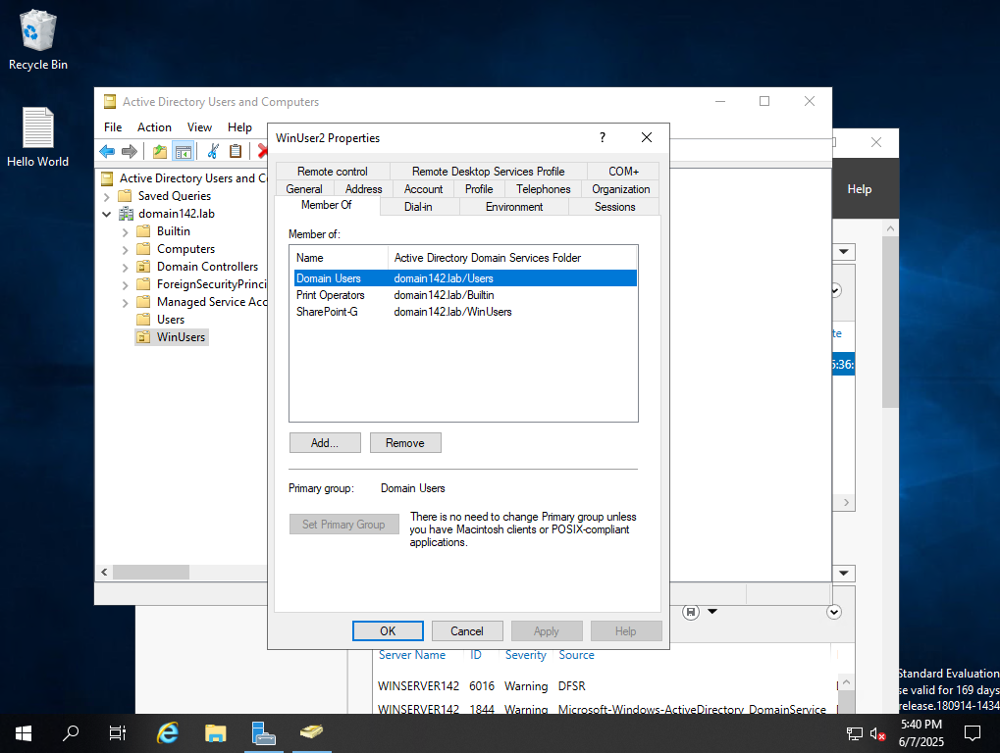 Recycle Bin
Hello World
Active Directory Users and Computers
File Action View Help
Active Directory Users and C
Saved Queries
domain142.lab
Builtin
Computers
Domain Controllers
ForeignSecurityPrinci
Managed Service Acc
Users
WinUsers
WinUser2 Properties
?
Remote control Remote Desktop Services Profile COM+
General Address Account Profile Telephones Organization
Member Of Dial-in Environment Sessions
Member of:
Name Active Directory Domain Services Folder
Domain Users domain142.lab/Users
Print Operators domain142.lab/Builtin
SharePoint-G domain142.lab/WinUsers
Add... Remove
Primary group: Domain Users
Set Primary Group
There is no need to change Primary group unless
you have Macintosh clients or POSIX-compliant
applications.
OK Cancel Apply Help
Help
te
5:36:
Server Name ID Severity Source
WINSERVER142 6016 Warning DFSR
WINSERVER142 1844 Warning Microsoft-Windows-ActiveDirectory_DomainService
Standard Evaluation
se valid for 169 days
release.180914-1434
5:40 PM
6/7/2025